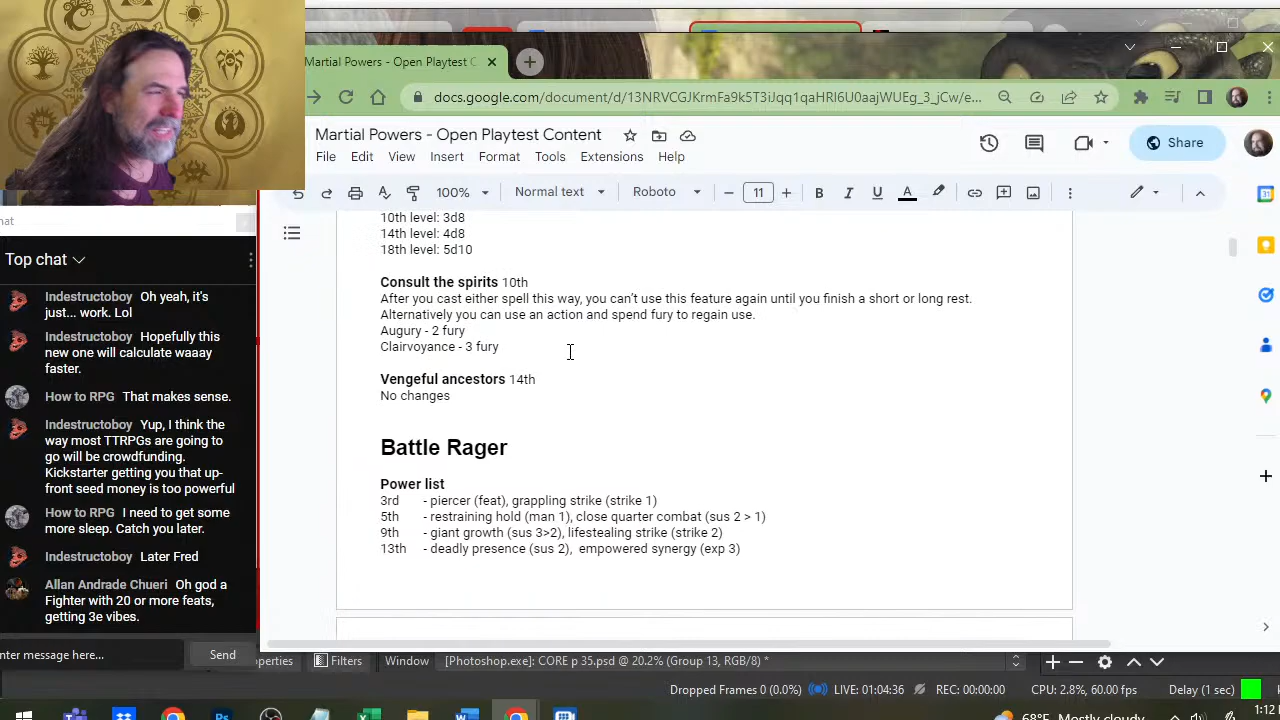 Martial Powers - Open Playtest C
docs.google.com/document/d/13NRVCGJKrmFa9k5T3iJqq1qaHRI6U0aajWUEg_3_jCw/e...
Martial Powers - Open Playtest Content
File Edit View Insert Format Tools Extensions Help
Share
100% Normal text Roboto 11 B I U A
10th level: 3d8
14th level: 4d8
18th level: 5d10
Consult the spirits 10th
After you cast either spell this way, you can't use this feature again until you finish a short or long rest.
Alternatively you can use an action and spend fury to regain use.
Augury - 2 fury
Clairvoyance - 3 fury
Vengeful ancestors 14th
No changes
Battle Rager
Power list
3rd - piercer (feat), grappling strike (strike 1)
5th - restraining hold (man 1), close quarter combat (sus 2 > 1)
9th - giant growth (sus 3>2), lifestealing strike (strike 2)
13th - deadly presence (sus 2), empowered synergy (exp 3)
hat
Top chat
Indestructoboy Oh yeah, it's
just... work. Lol
Indestructoboy Hopefully this
new one will calculate waaay
faster.
How to RPG That makes sense.
Indestructoboy Yup, I think the
way most TTRPGs are going
to go will be crowdfunding.
Kickstarter getting you that up-
front seed money is too powerful
How to RPG I need to get some
more sleep. Catch you later.
Indestructoboy Later Fred
Allan Andrade Chueri Oh god a
Fighter with 20 or more feats,
getting 3e vibes.
nter message here... Send
operties Filters Window [Photoshop.exe]: CORE p 35.psd @ 20.2% (Group 13, RGB/8) *
Dropped Frames 0 (0.0%) LIVE: 01:04:36 REC: 00:00:00 CPU: 2.8%, 60.00 fps Delay (1 sec)
68°F Mostly cloudy 1:12